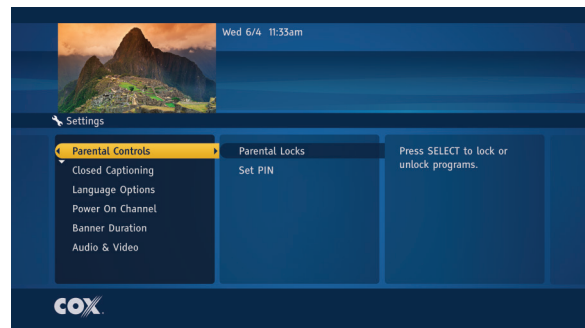 Wed 6/4 11:33am
Settings
Parental Controls
Closed Captioning
Language Options
Power On Channel
Banner Duration
Audio & Video
Parental Locks
Set PIN
Press SELECT to lock or
unlock programs.
COX